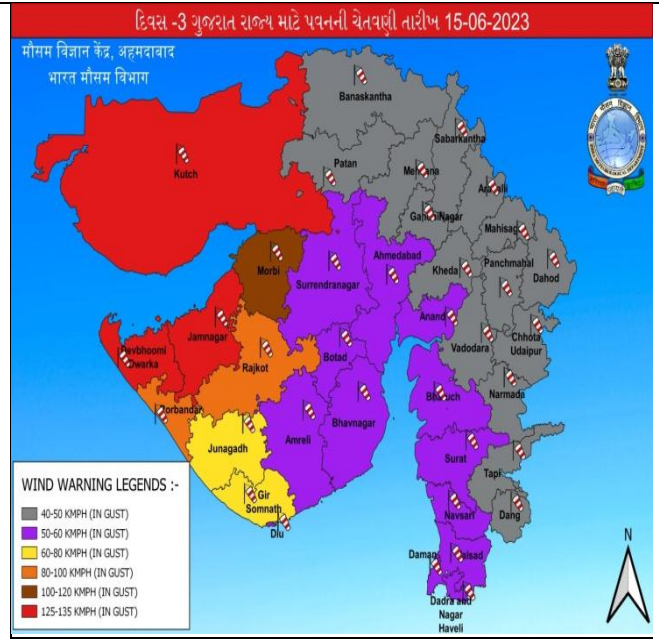 દિવસ -3 ગુજરાત રાજ્ય માટે પવનની ચેતવણી તારીખ 15-06-2023
मौसम विज्ञान केंद्र, अहमदाबाद
भारत मौसम विभाग
Banaskantha
Sabarkantha
Patan
Mehsana
Aravalli
Kutch
GandhiNagar
Mahisagar
Morbi
Surrendranagar
Ahmedabad
Kheda
Panchmahal
Dahod
Jamnagar
Anand
Devbhoomi
Dwarka
Rajkot
Botad
Vadodara
Chhota
Udaipur
Porbandar
Bharuch
Narmada
Junagadh
Amreli
Bhavnagar
Surat
Tapi
Gir
Somnath
Diu
Navsari
Dang
Daman
Valsad
Dadra and
Nagar
Haveli
WIND WARNING LEGENDS :-
40-50 KMPH (IN GUST)
50-60 KMPH (IN GUST)
60-80 KMPH (IN GUST)
80-100 KMPH (IN GUST)
100-120 KMPH (IN GUST)
125-135 KMPH (IN GUST)
N